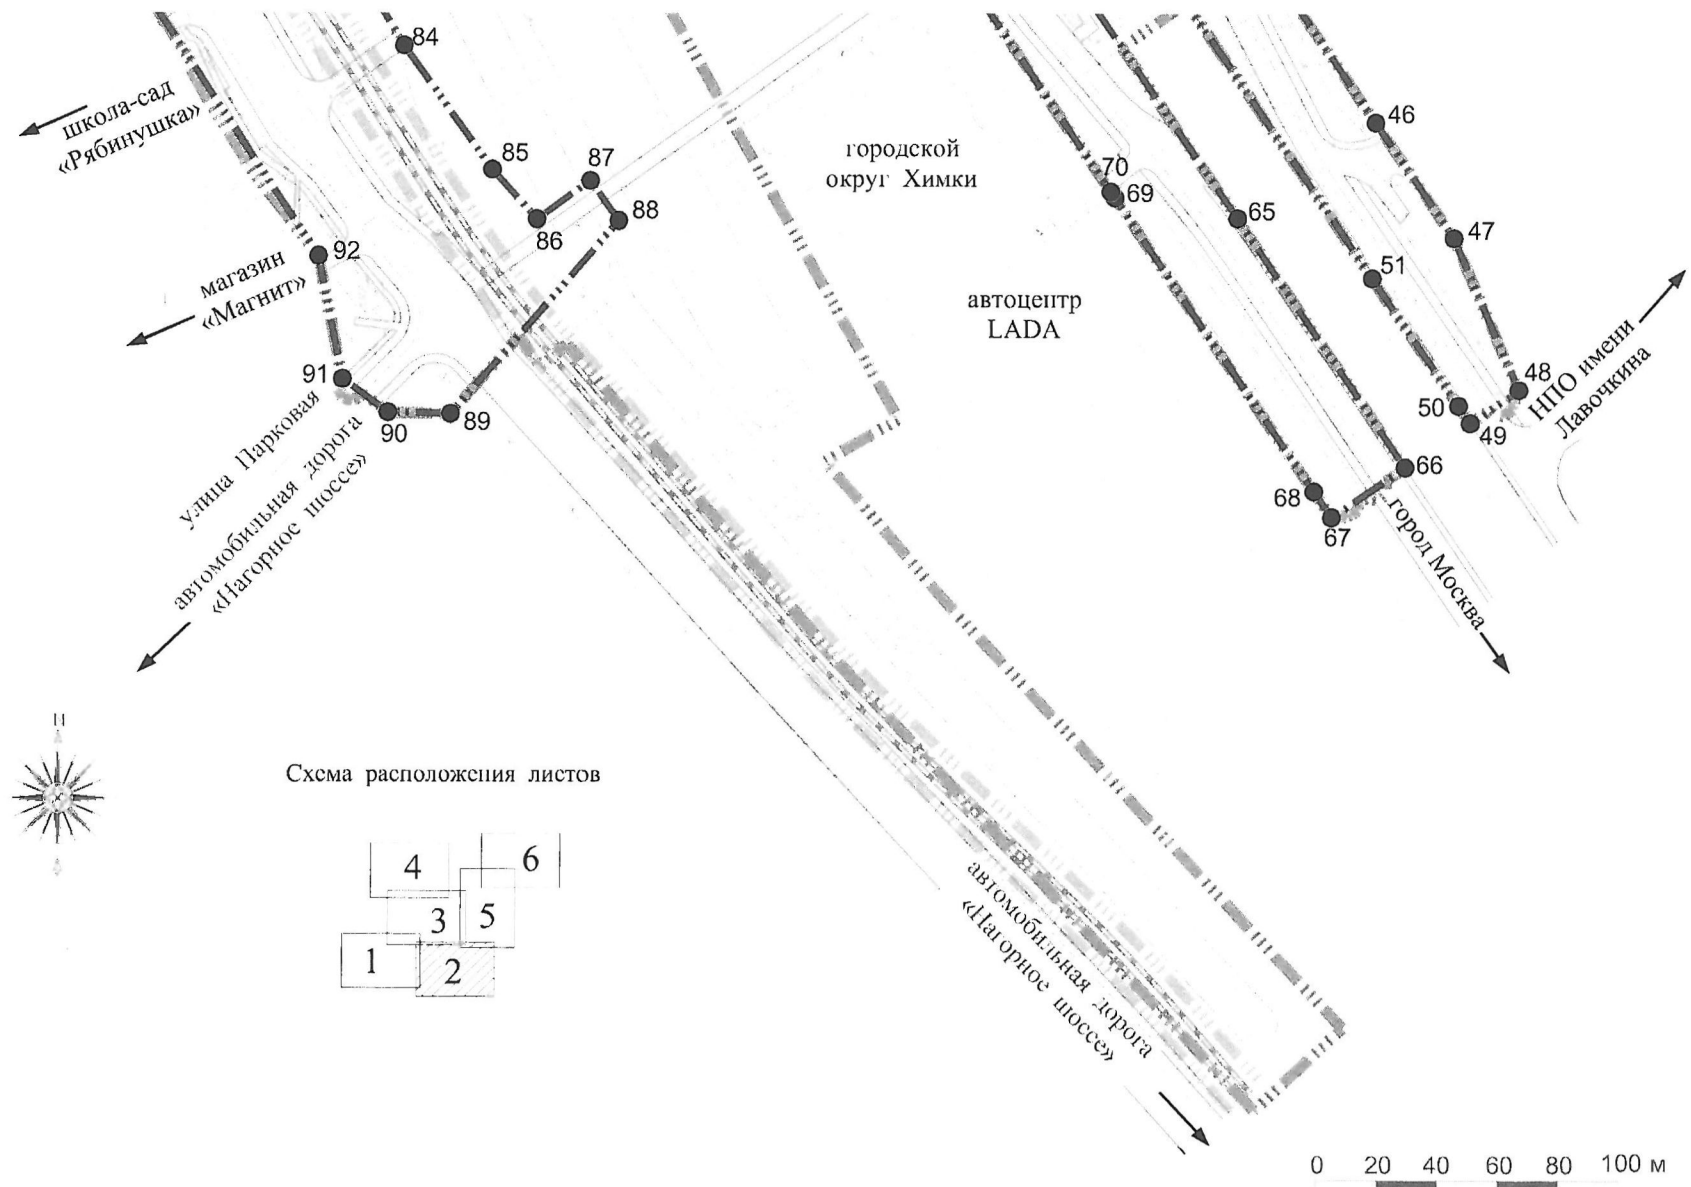 84
школа-сад
«Рябинушка»
85
87
86
88
92
магазин
«Магнит»
91
90
89
улица Парковая
автомобильная дорога
«Нагорное шоссе»
городской
округ Химки
автоцентр
LADA
70
69
65
46
47
51
48
50
49
НПО имени
Лавочкина
66
68
67
город Москва
Н
Схема расположения листов
4
6
3
5
1
2
автомобильная дорога
«Нагорное шоссе»
0 20 40 60 80 100 м